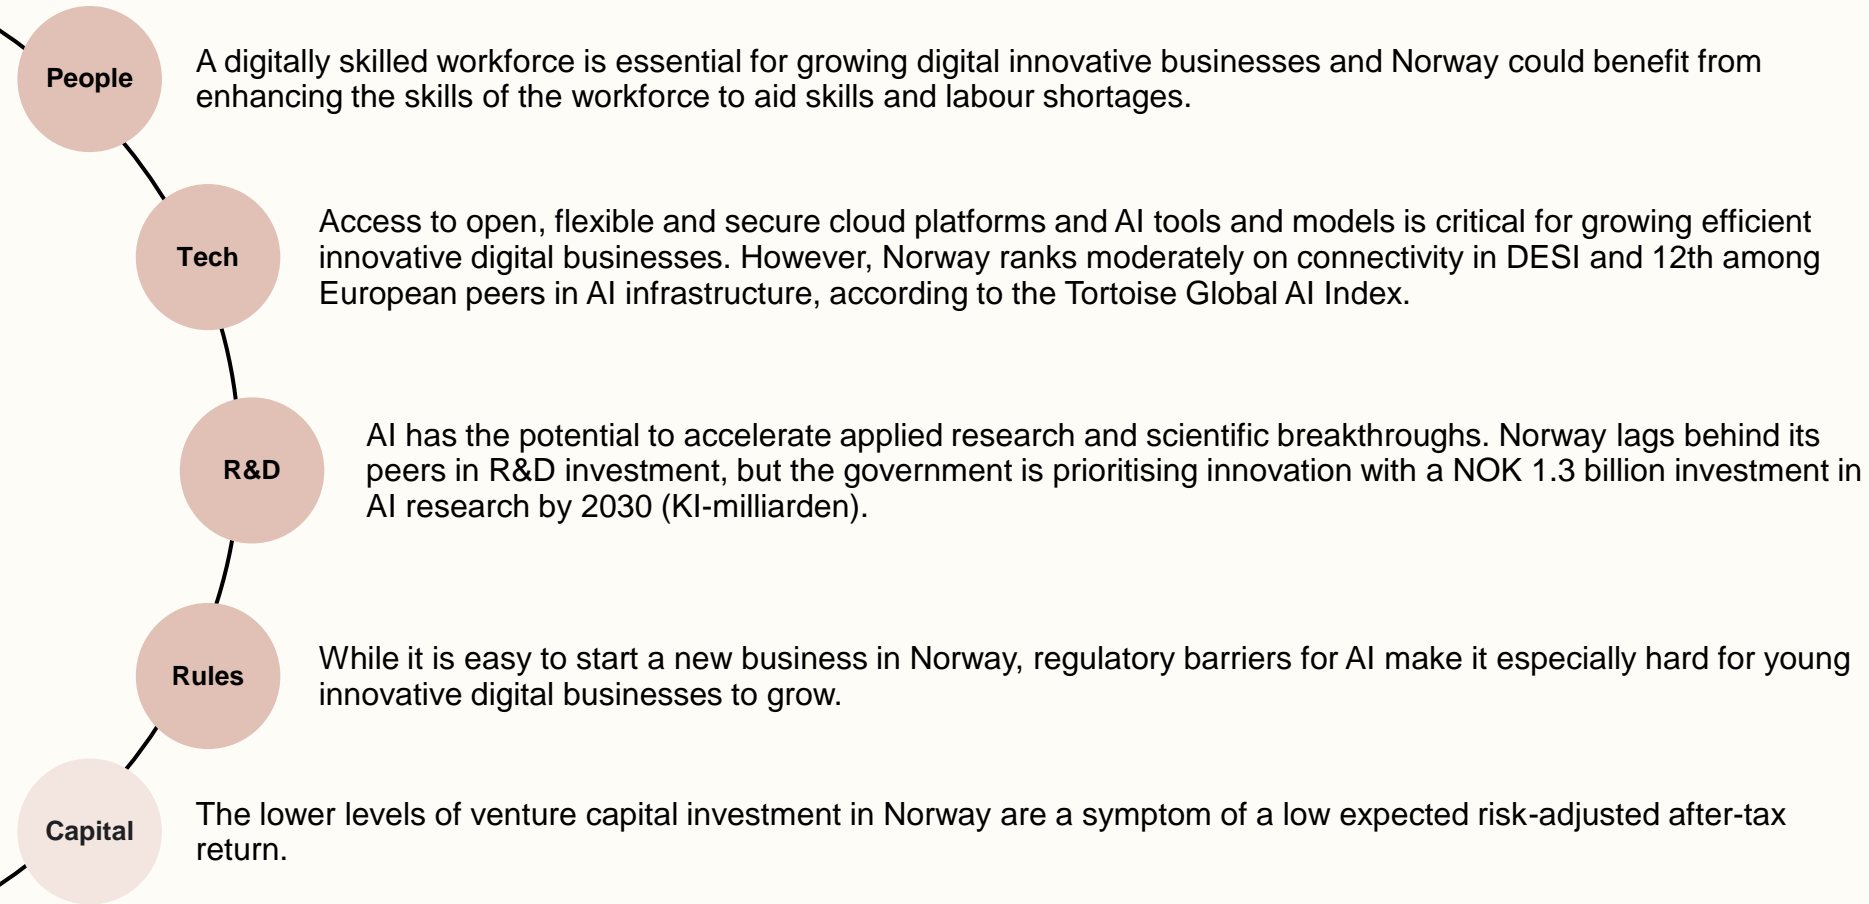 People
A digitally skilled workforce is essential for growing digital innovative businesses and Norway could benefit from
enhancing the skills of the workforce to aid skills and labour shortages.
Tech
Access to open, flexible and secure cloud platforms and AI tools and models is critical for growing efficient
innovative digital businesses. However, Norway ranks moderately on connectivity in DESI and 12th among
European peers in AI infrastructure, according to the Tortoise Global AI Index.
R&D
AI has the potential to accelerate applied research and scientific breakthroughs. Norway lags behind its
peers in R&D investment, but the government is prioritising innovation with a NOK 1.3 billion investment in
AI research by 2030 (KI-milliarden).
Rules
While it is easy to start a new business in Norway, regulatory barriers for AI make it especially hard for young
innovative digital businesses to grow.
Capital
The lower levels of venture capital investment in Norway are a symptom of a low expected risk-adjusted after-tax
return.